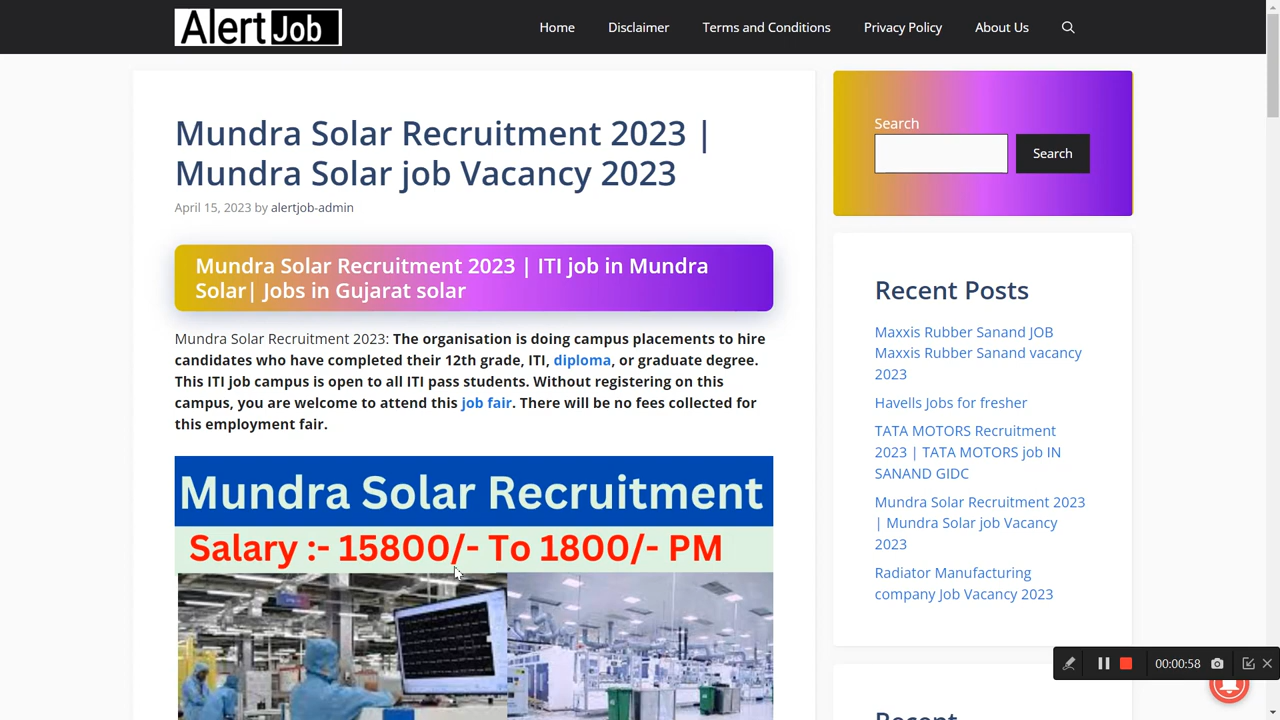 Alert Job
Home Disclaimer Terms and Conditions Privacy Policy About Us
Mundra Solar Recruitment 2023 |
Mundra Solar job Vacancy 2023
April 15, 2023 by alertjob-admin
Mundra Solar Recruitment 2023 | ITI job in Mundra
Solar| Jobs in Gujarat solar
Mundra Solar Recruitment 2023: The organisation is doing campus placements to hire
candidates who have completed their 12th grade, ITI, diploma, or graduate degree.
This ITI job campus is open to all ITI pass students. Without registering on this
campus, you are welcome to attend this job fair. There will be no fees collected for
this employment fair.
Mundra Solar Recruitment
Salary :- 15800/- To 1800/- PM
Search
Search
Recent Posts
Maxxis Rubber Sanand JOB
Maxxis Rubber Sanand vacancy
2023
Havells Jobs for fresher
TATA MOTORS Recruitment
2023 | TATA MOTORS job IN
SANAND GIDC
Mundra Solar Recruitment 2023
| Mundra Solar job Vacancy
2023
Radiator Manufacturing
company Job Vacancy 2023
00:00:58
Recent